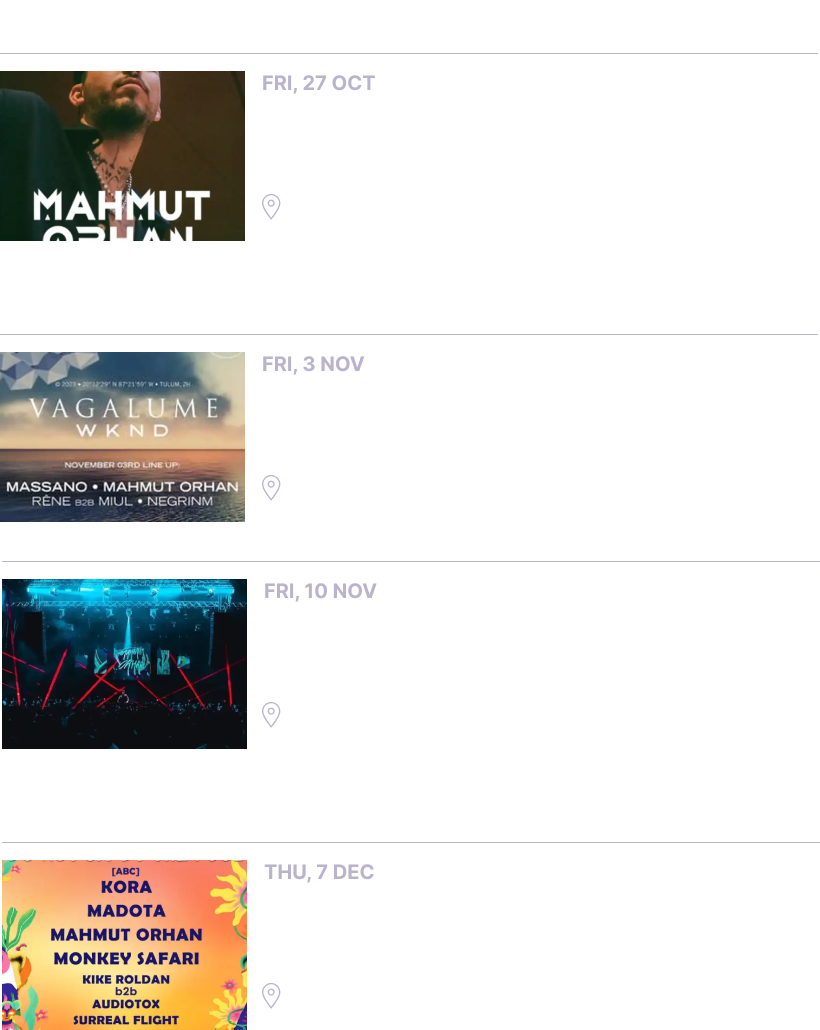 FRI, 27 OCT
MAHMUT
ORHAN
FRI, 3 NOV
© 2023 • 20°12'29" N 87°21'59" W • TULUM, ZH
VAGALUME
WKND
NOVEMBER 03RD LINE UP:
MASSANO • MAHMUT ORHAN
RÊNE B2B MIUL • NEGRINM
FRI, 10 NOV
THU, 7 DEC
[ABC]
KORA
MADOTA
MAHMUT ORHAN
MONKEY SAFARI
KIKE ROLDAN
b2b
AUDIOTOX
SURREAL FLIGHT